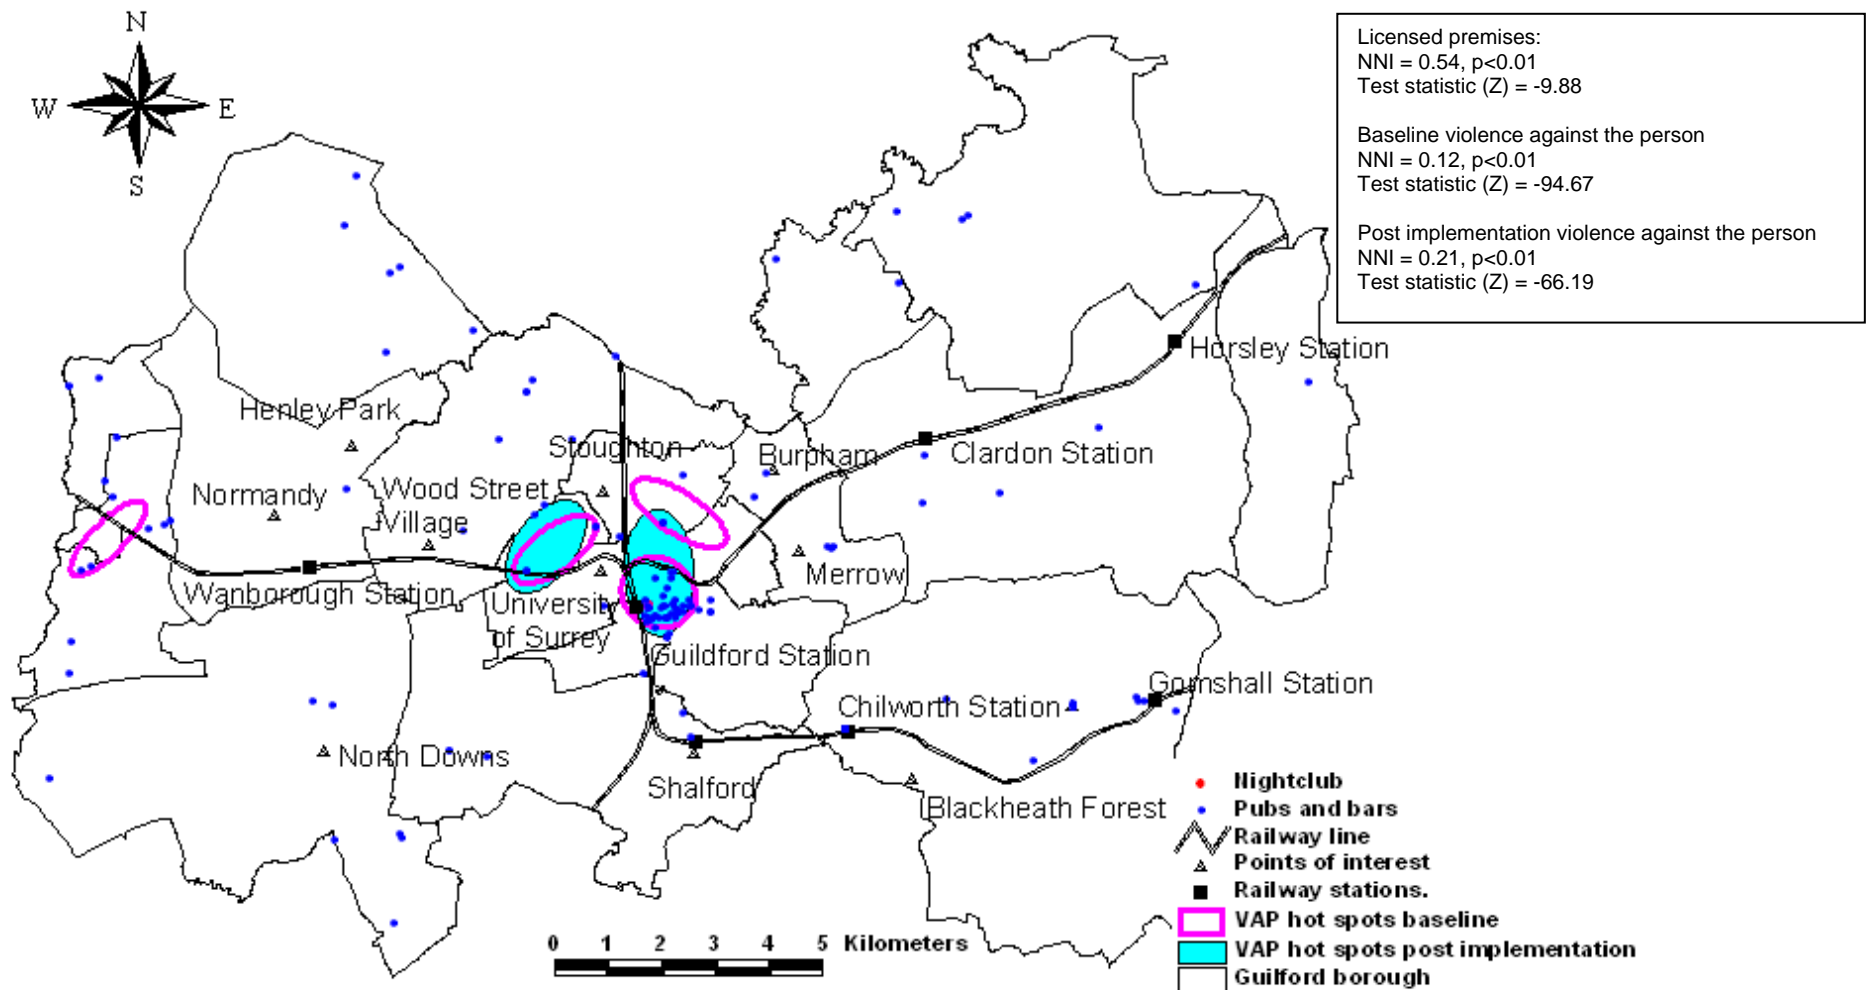 N
W
E
S
Licensed premises:
NNI = 0.54, p<0.01
Test statistic (Z) = -9.88
Baseline violence against the person
NNI = 0.12, p<0.01
Test statistic (Z) = -94.67
Post implementation violence against the person
NNI = 0.21, p<0.01
Test statistic (Z) = -66.19
Horsley Station
Henley Park
Stoughton
Burpham
Clardon Station
Wood Street
Village
Normandy
Merrow
Wanborough Station
Universit
of Surrey
Guildford Station
Gomshall Station
Chilworth Station
North Downs
Shalford
Blackheath Forest
Nightclub
Pubs and bars
Railway line
Points of interest
Railway stations.
VAP hot spots baseline
VAP hot spots post implementation
Guilford borough
0 1 2 3 4 5 Kilometers